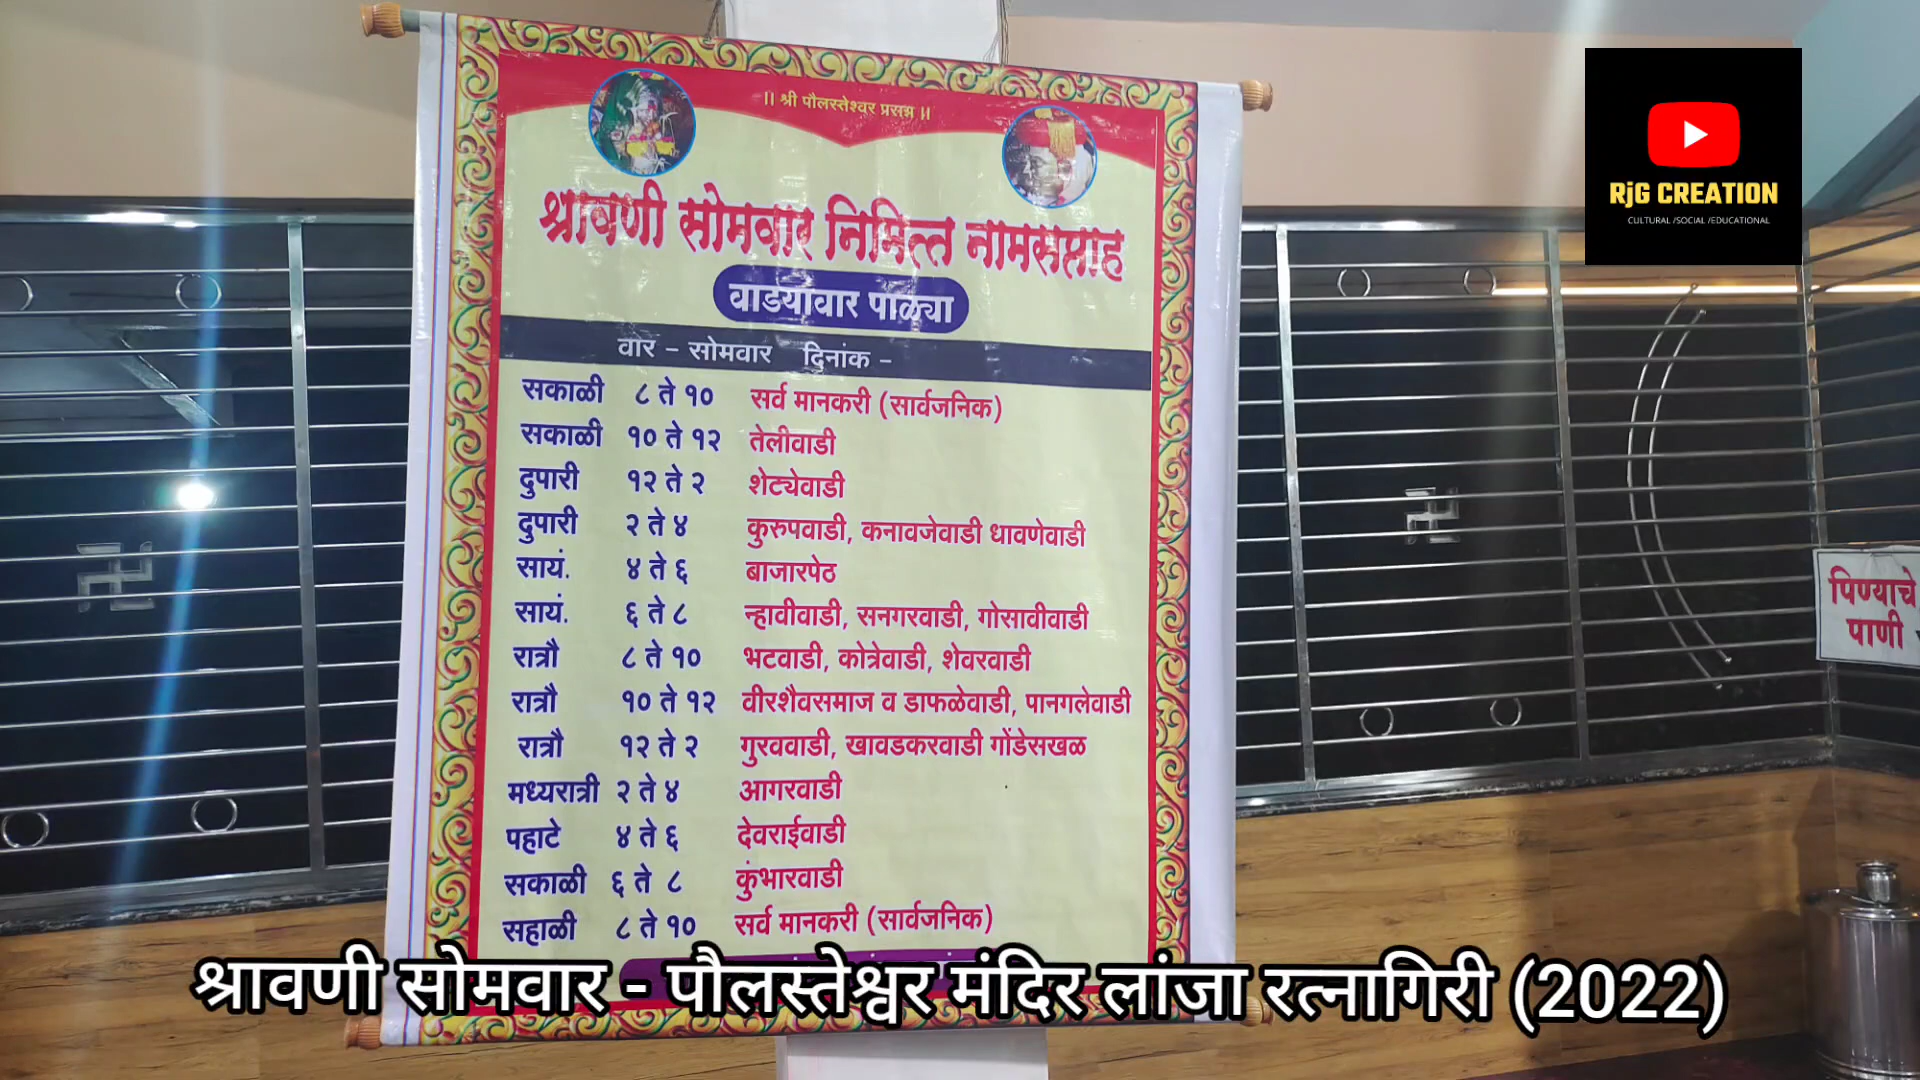 ॥ श्री पौलस्तेश्वर प्रसन्न ॥
श्रावणी सोमवार निमित्त नामसप्ताह
वाडयावार पाळ्या
वार - सोमवार दिनांक -
सकाळी ८ ते १० सर्व मानकरी (सार्वजनिक)
सकाळी १० ते १२ तेलीवाडी
दुपारी १२ ते २ शेट्येवाडी
दुपारी २ ते ४ कुरुपवाडी, कनावजेवाडी धावणेवाडी
सायं. ४ ते ६ बाजारपेठ
सायं. ६ ते ८ न्हावीवाडी, सनगरवाडी, गोसावीवाडी
रात्रौ ८ ते १० भटवाडी, कोत्रेवाडी, शेवरवाडी
रात्रौ १० ते १२ वीरशैवसमाज व डाफळेवाडी, पानगलेवाडी
रात्रौ १२ ते २ गुरववाडी, खावडकरवाडी गोंडेसखळ
मध्यरात्री २ ते ४ आगरवाडी
पहाटे ४ ते ६ देवराईवाडी
सकाळी ६ ते ८ कुंभारवाडी
सहाळी ८ ते १० सर्व मानकरी (सार्वजनिक)
RjG CREATION
CULTURAL /SOCIAL /EDUCATIONAL
पिण्याचे
पाणी
श्रावणी सोमवार - पौलस्तेश्वर मंदिर लांजा रत्नागिरी (2022)